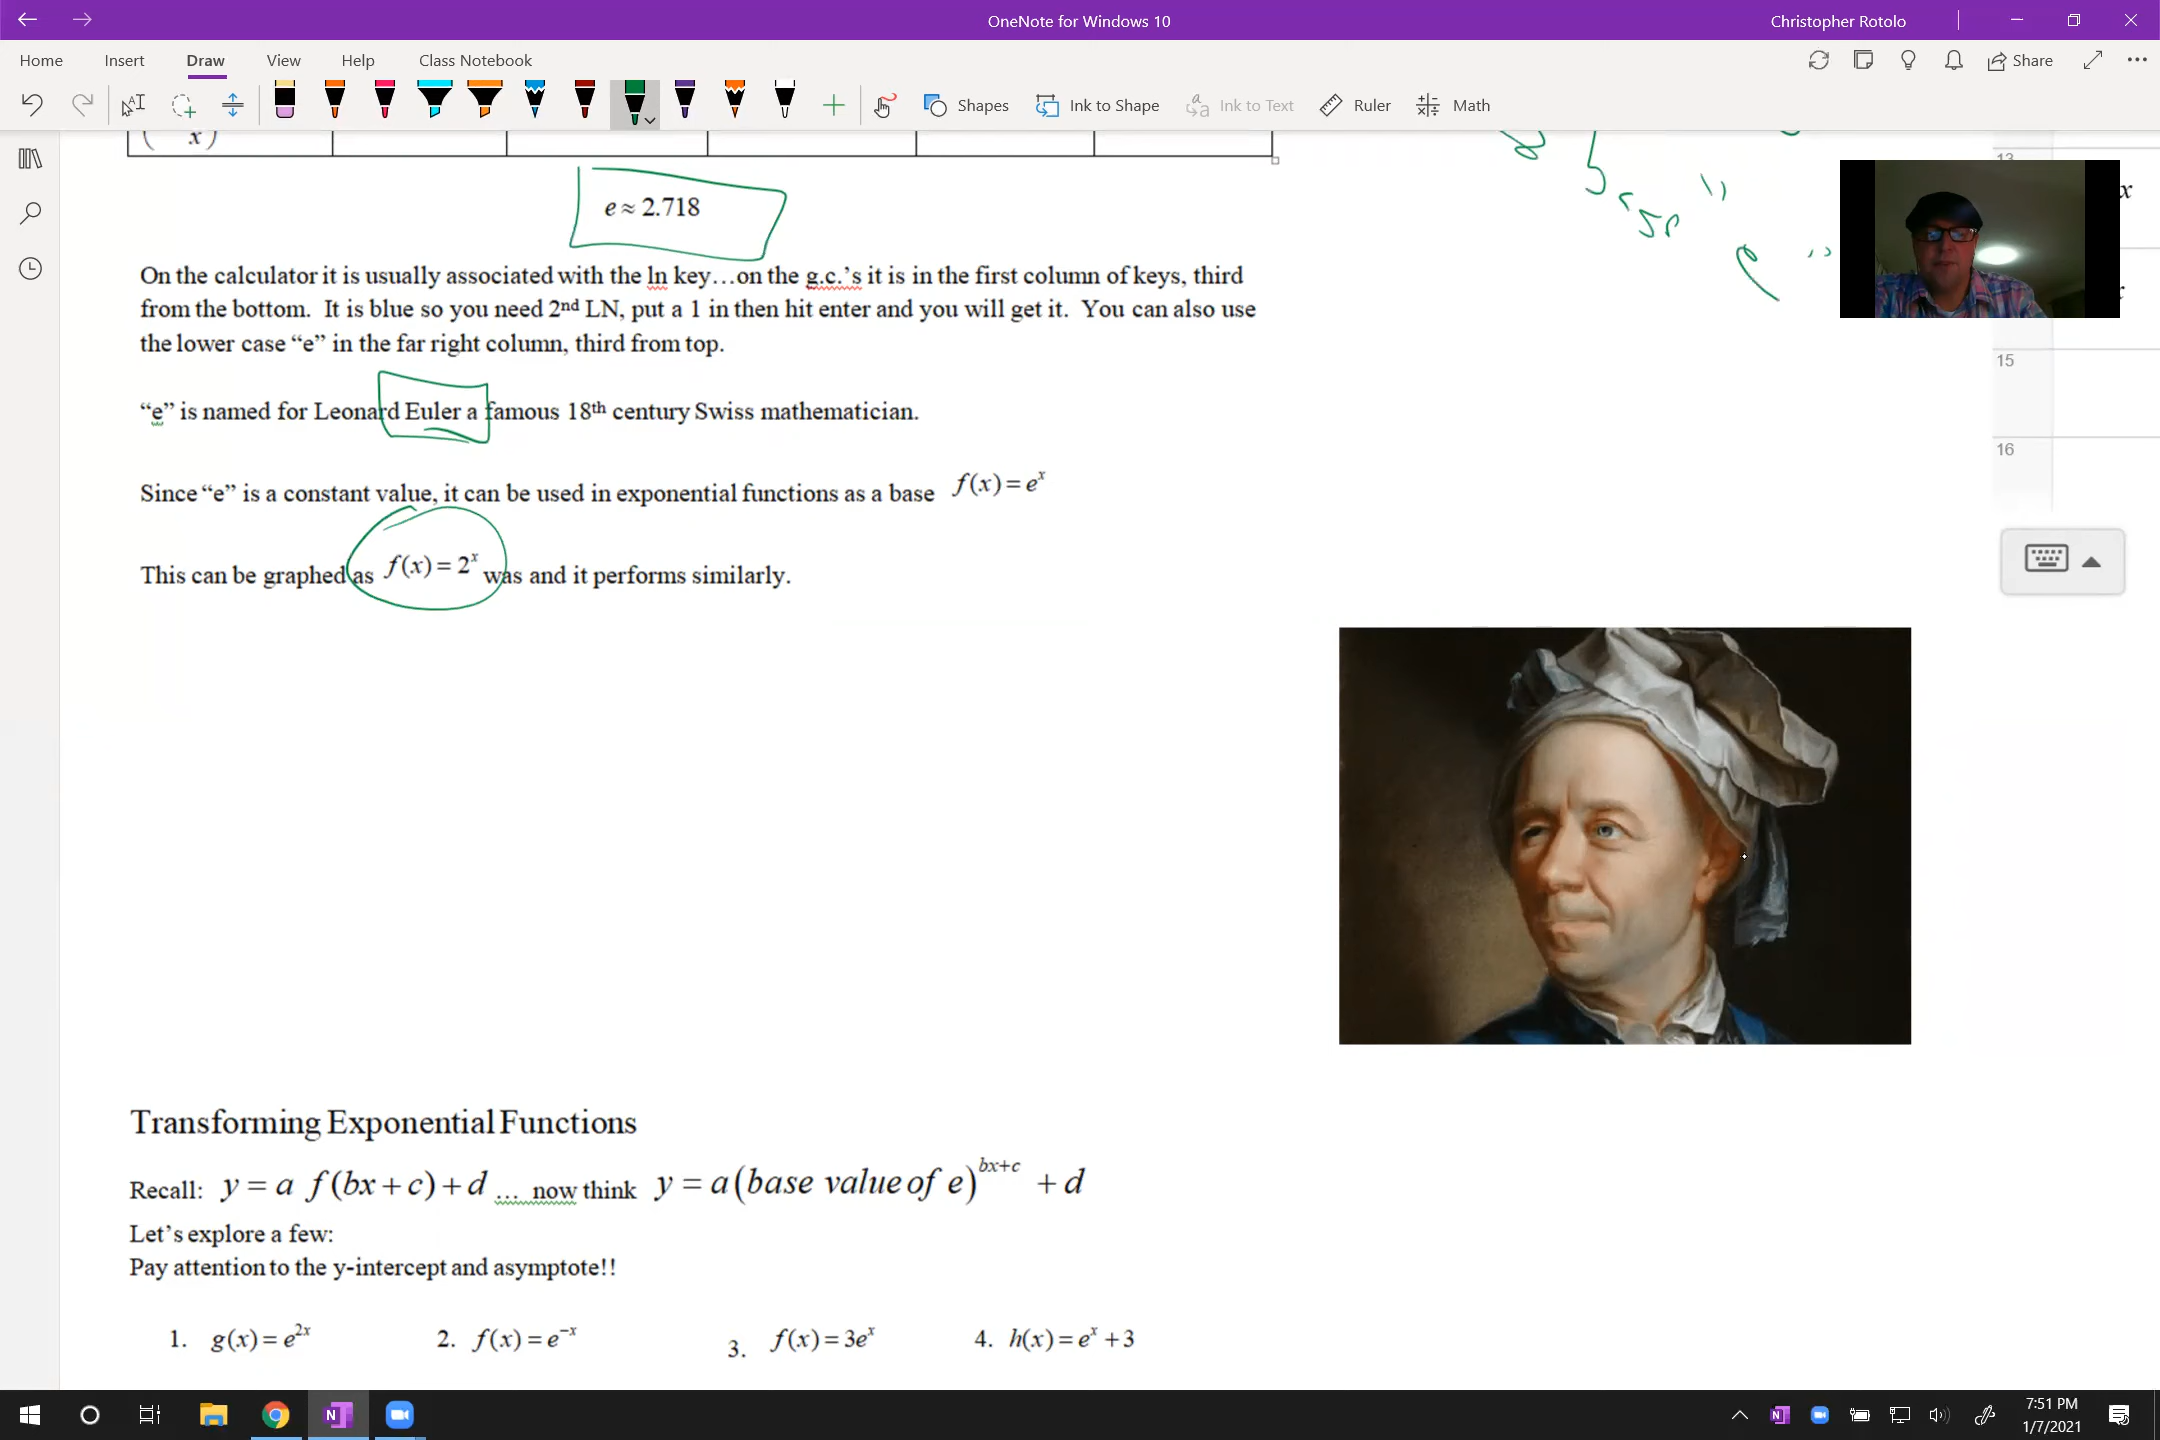 OneNote for Windows 10
Christopher Rotolo
Home Insert Draw View Help Class Notebook
Share
Shapes Ink to Shape Ink to Text Ruler Math
x
13
x
e ≈ 2.718
On the calculator it is usually associated with the ln key…on the g.c.'s it is in the first column of keys, third
from the bottom. It is blue so you need 2nd LN, put a 1 in then hit enter and you will get it. You can also use
the lower case “e” in the far right column, third from top.
15
“e” is named for Leonard Euler a famous 18th century Swiss mathematician.
16
Since “e” is a constant value, it can be used in exponential functions as a base f(x) = e^x
This can be graphed as f(x) = 2^x was and it performs similarly.
Transforming Exponential Functions
Recall: y = a f(bx + c) + d … now think y = a(base value of e)^{bx+c} + d
Let's explore a few:
Pay attention to the y-intercept and asymptote!!
1. g(x) = e^{2x} 2. f(x) = e^{-x} 3. f(x) = 3e^x 4. h(x) = e^x + 3
7:51 PM
1/7/2021